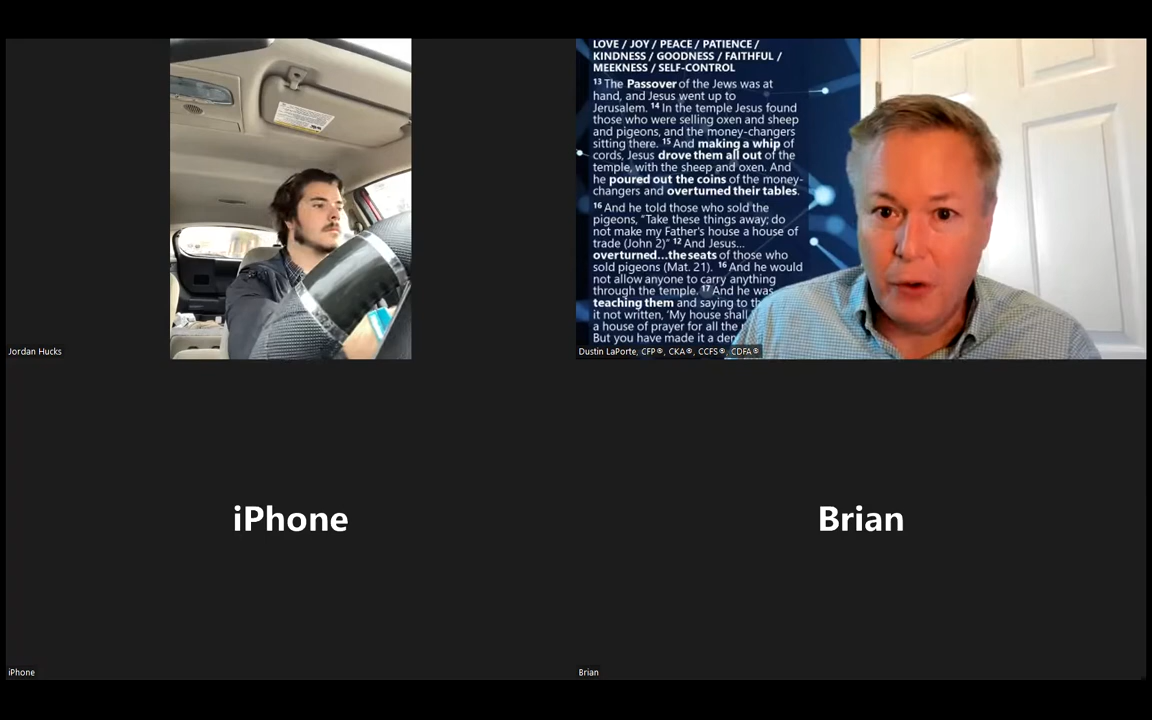 LOVE / JOY / PEACE / PATIENCE /
KINDNESS / GOODNESS / FAITHFUL /
MEEKNESS / SELF-CONTROL
13 The Passover of the Jews was at
hand, and Jesus went up to
Jerusalem. 14 In the temple Jesus found
those who were selling oxen and sheep
and pigeons, and the money-changers
sitting there. 15 And making a whip of
cords, Jesus drove them all out of the
temple, with the sheep and oxen. And
he poured out the coins of the money-
changers and overturned their tables.
16 And he told those who sold the
pigeons, “Take these things away; do
not make my Father's house a house of
trade (John 2)” 12 And Jesus...
overturned...the seats of those who
sold pigeons (Mat. 21). 16 And he would
not allow anyone to carry anything
through the temple. 17 And he was
teaching them and saying to
it not written, ‘My house shall
a house of prayer for all the
But you have made it a den
Jordan Hucks
Dustin LaPorte, CFP®, CKA®, CCFS®, CDFA®
iPhone
Brian
iPhone
Brian